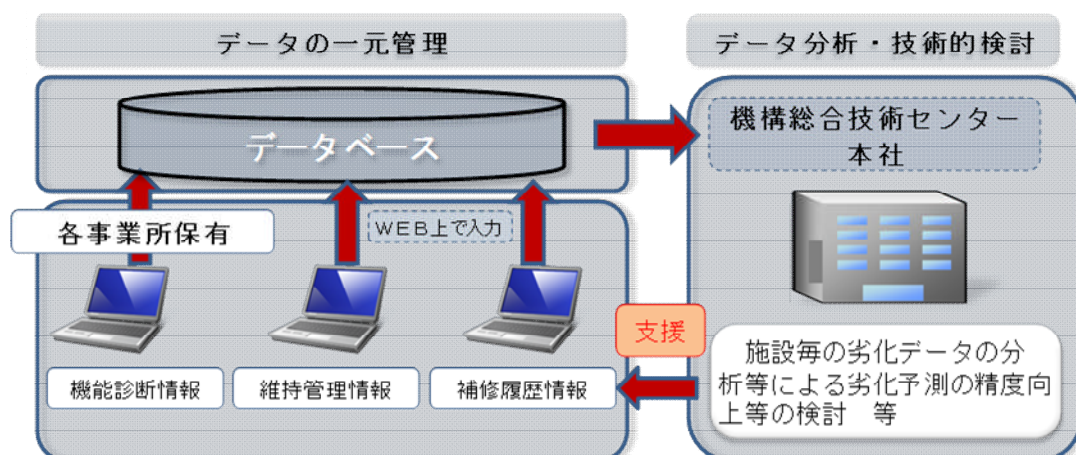 データの一元管理
データ分析・技術的検討
データベース
機構総合技術センター
本社
各事業所保有
WEB上で入力
支援
機能診断情報
維持管理情報
補修履歴情報
施設毎の劣化データの分
析等による劣化予測の精度向
上等の検討 等